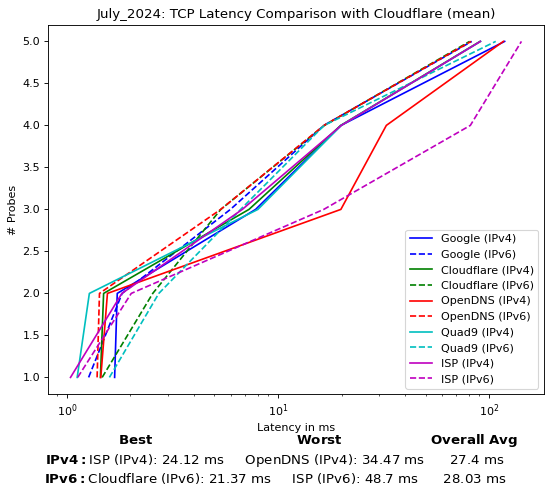 July_2024: TCP Latency Comparison with Cloudflare (mean)
5.0
4.5
4.0
3.5
3.0
2.5
2.0
1.5
1.0
# Probes
Google (IPv4)
Google (IPv6)
Cloudflare (IPv4)
Cloudflare (IPv6)
OpenDNS (IPv4)
OpenDNS (IPv6)
Quad9 (IPv4)
Quad9 (IPv6)
ISP (IPv4)
ISP (IPv6)
10⁰ 10¹ 10²
Latency in ms
Best Worst Overall Avg
IPv4: ISP (IPv4): 24.12 ms OpenDNS (IPv4): 34.47 ms 27.4 ms
IPv6: Cloudflare (IPv6): 21.37 ms ISP (IPv6): 48.7 ms 28.03 ms